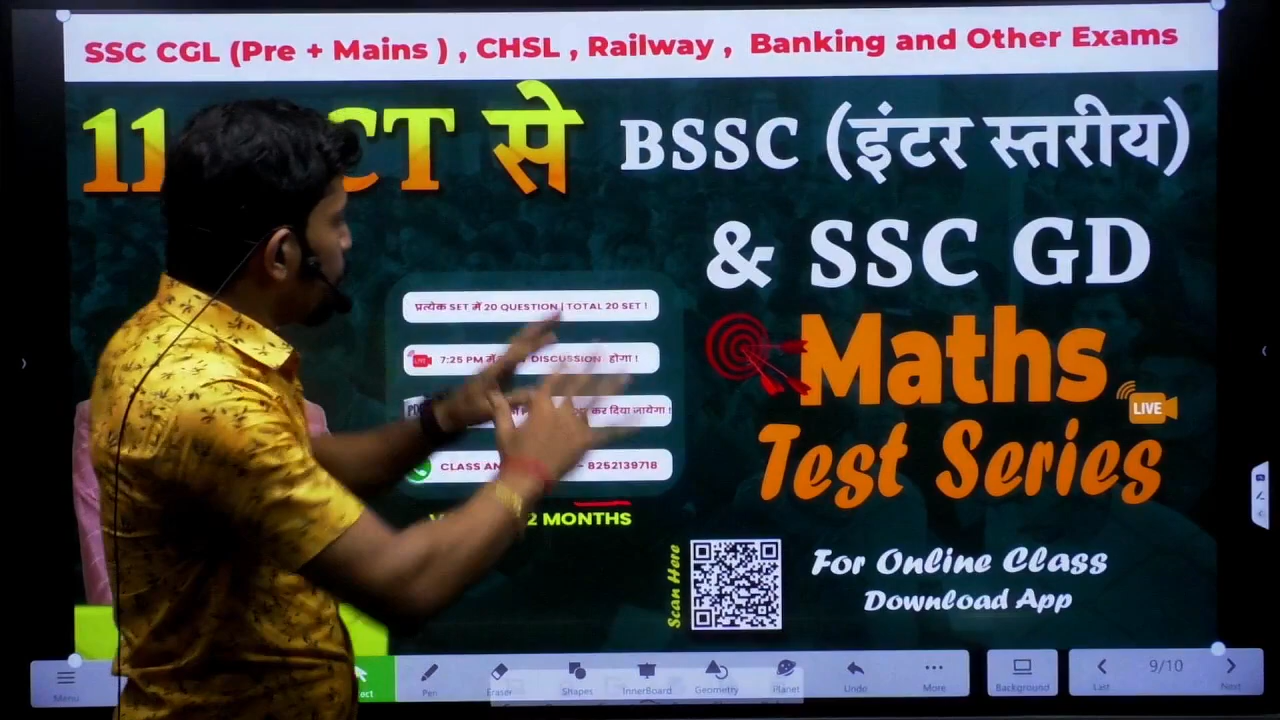 SSC CGL (Pre + Mains ) , CHSL , Railway , Banking and Other Exams
11 CT से
BSSC (इंटर स्तरीय)
& SSC GD
प्रत्येक SET में 20 QUESTION | TOTAL 20 SET !
LIVE 7:25 PM में DISCUSSION होगा !
कर दिया जायेगा !
CLASS - 8252139718
2 MONTHS
Maths
LIVE
Test Series
Scan Here
For Online Class
Download App
Menu
Pen
Eraser
Shapes
InnerBoard
Geometry
Planet
Undo
More
Background
Last
9/10
Next